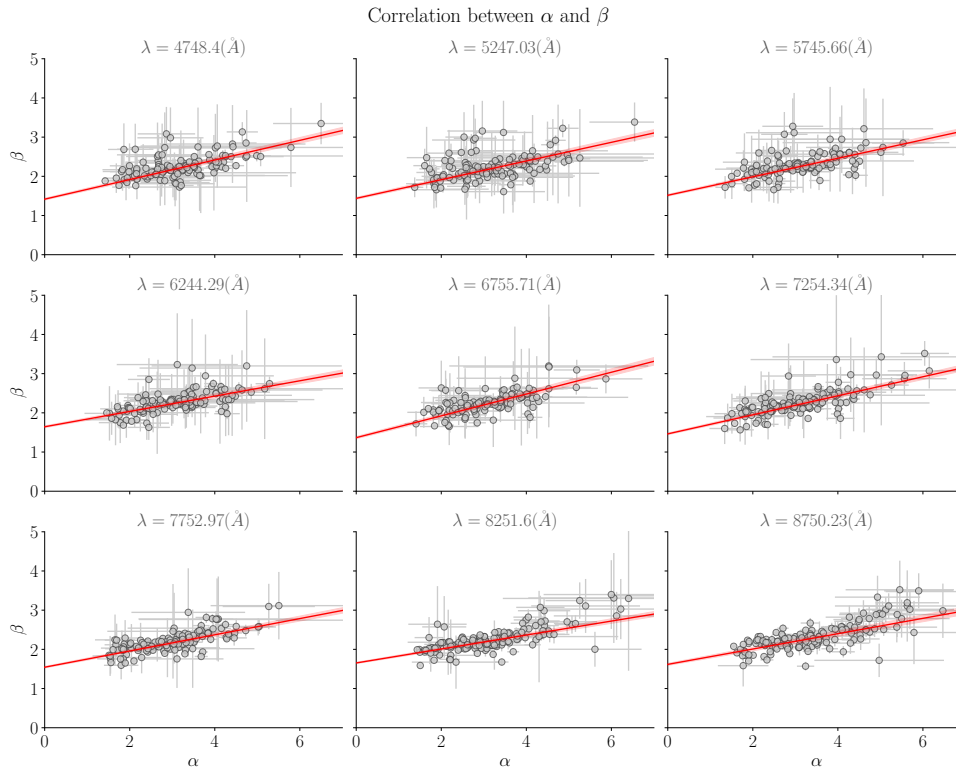 Correlation between α and β
λ = 4748.4(Å) λ = 5247.03(Å) λ = 5745.66(Å)
5
4
3
β
2
1
0
λ = 6244.29(Å) λ = 6755.71(Å) λ = 7254.34(Å)
5
4
3
β
2
1
0
λ = 7752.97(Å) λ = 8251.6(Å) λ = 8750.23(Å)
5
4
3
β
2
1
0
0 2 4 6 0 2 4 6 0 2 4 6
α α α